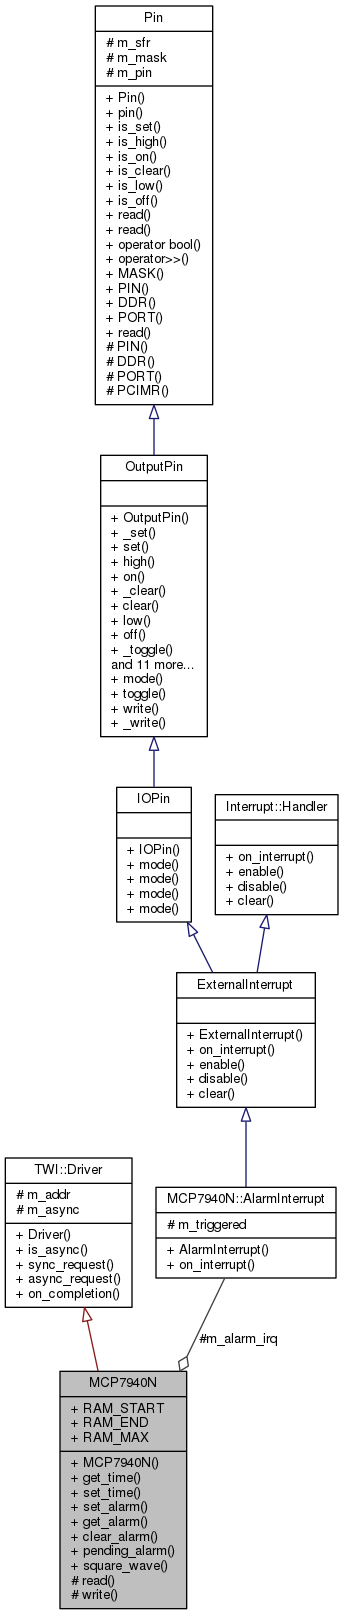 Pin
# m_sfr
# m_mask
# m_pin
+ Pin()
+ pin()
+ is_set()
+ is_high()
+ is_on()
+ is_clear()
+ is_low()
+ is_off()
+ read()
+ read()
+ operator bool()
+ operator>>()
+ MASK()
+ PIN()
+ DDR()
+ PORT()
+ read()
# PIN()
# DDR()
# PORT()
# PCIMR()
OutputPin
+ OutputPin()
+ _set()
+ set()
+ high()
+ on()
+ _clear()
+ clear()
+ low()
+ off()
+ _toggle()
and 11 more...
+ mode()
+ toggle()
+ write()
+ _write()
IOPin
+ IOPin()
+ mode()
+ mode()
+ mode()
+ mode()
Interrupt::Handler
+ on_interrupt()
+ enable()
+ disable()
+ clear()
ExternalInterrupt
+ ExternalInterrupt()
+ on_interrupt()
+ enable()
+ disable()
+ clear()
TWI::Driver
# m_addr
# m_async
+ Driver()
+ is_async()
+ sync_request()
+ async_request()
+ on_completion()
MCP7940N::AlarmInterrupt
# m_triggered
+ AlarmInterrupt()
+ on_interrupt()
#m_alarm_irq
MCP7940N
+ RAM_START
+ RAM_END
+ RAM_MAX
+ MCP7940N()
+ get_time()
+ set_time()
+ set_alarm()
+ get_alarm()
+ clear_alarm()
+ pending_alarm()
+ square_wave()
# read()
# write()